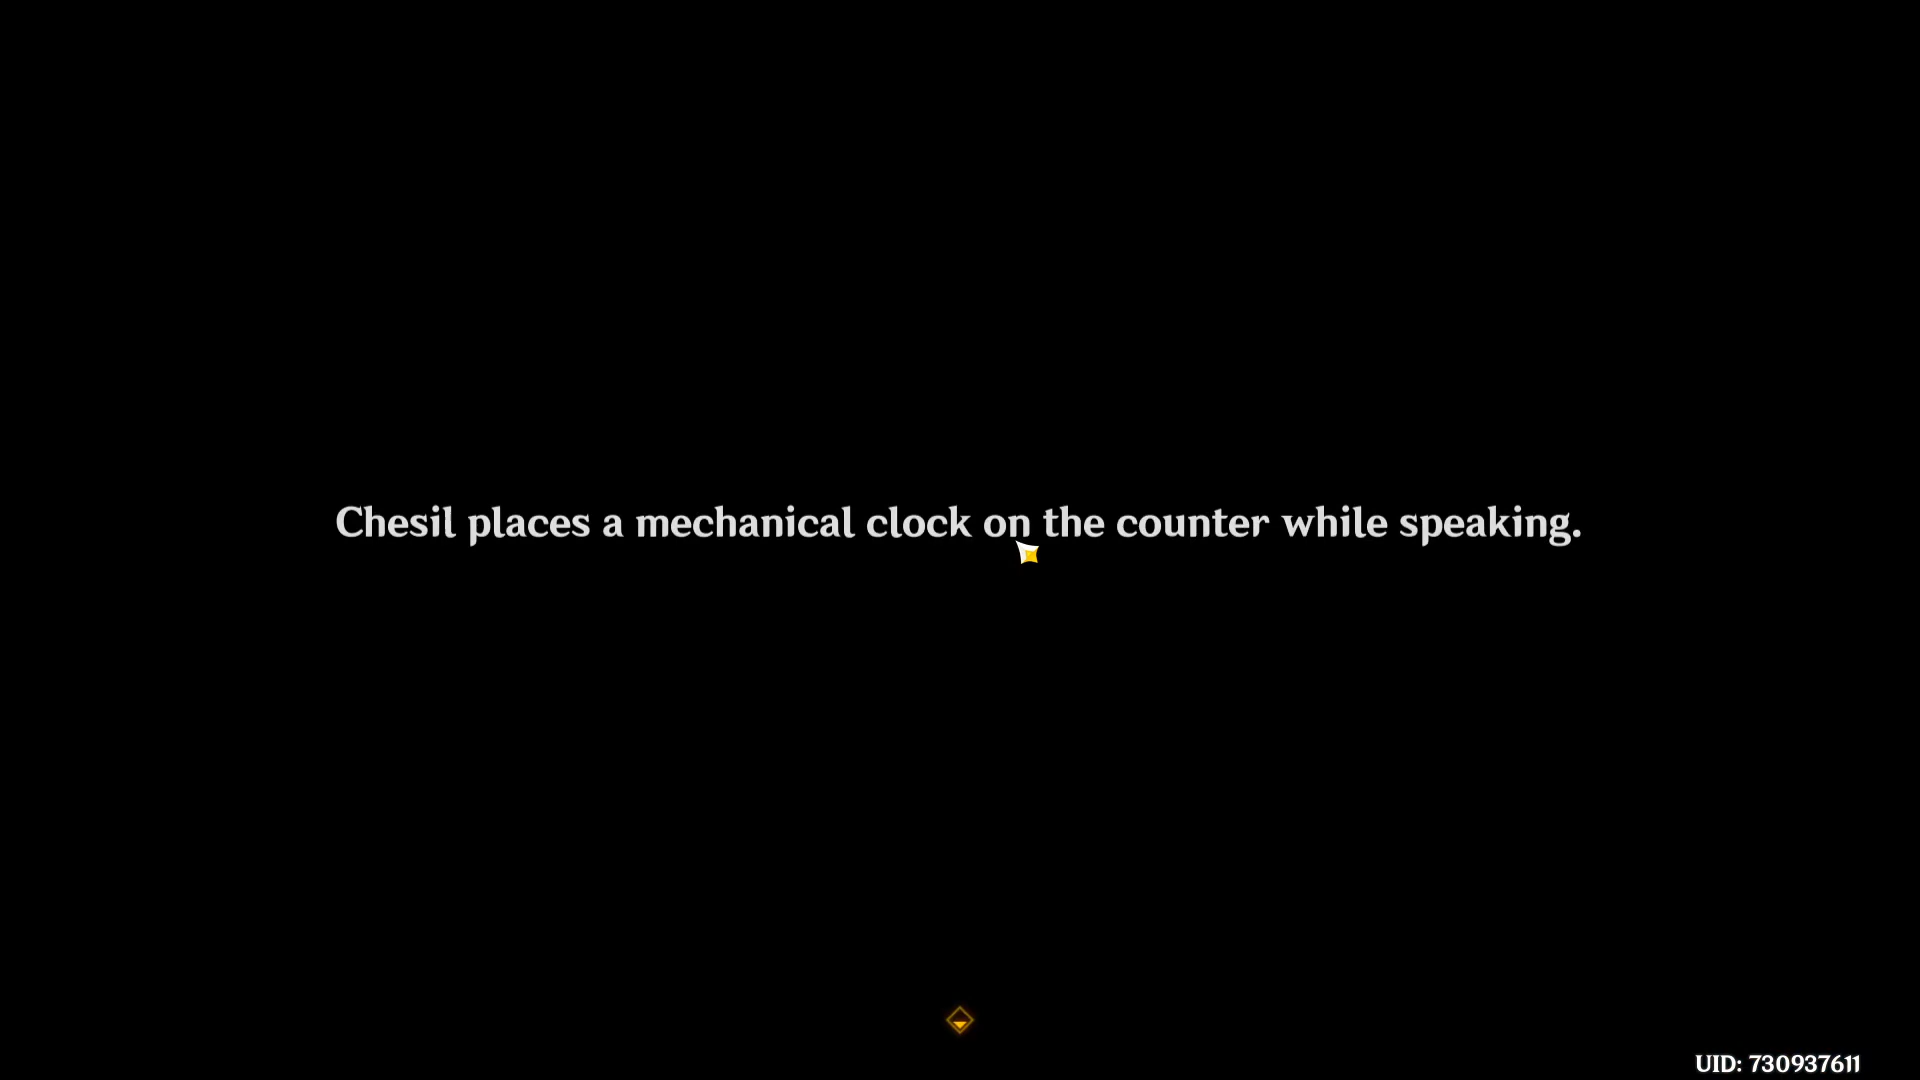 Chesil places a mechanical clock on the counter while speaking.
UID: 730937611